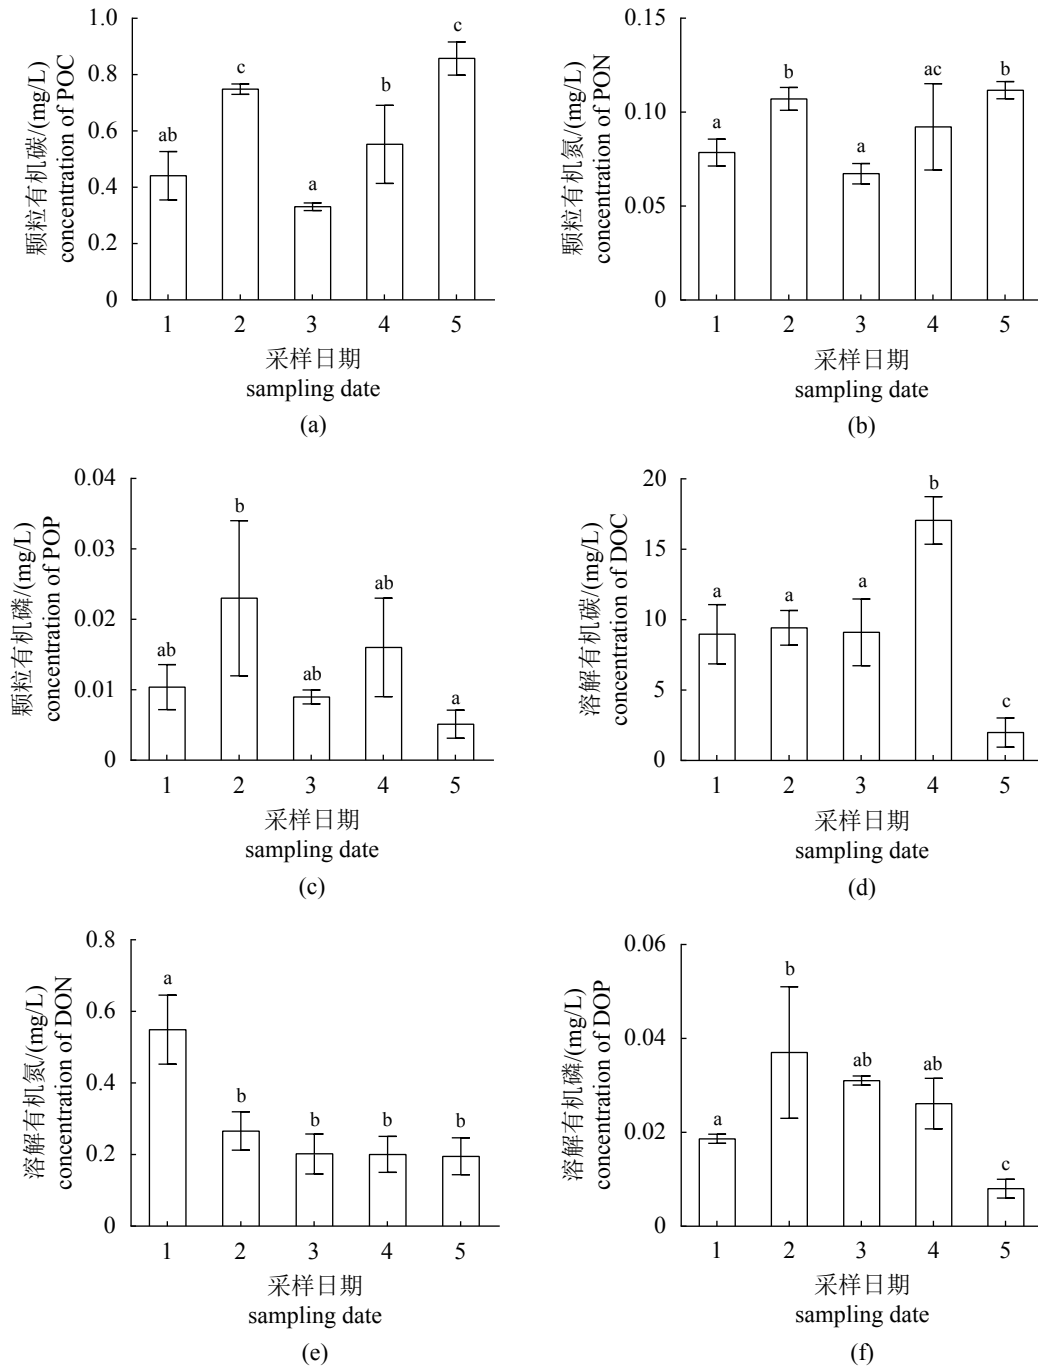 颗粒有机碳/(mg/L)
concentration of POC
1.0
0.8
0.6
0.4
0.2
0
ab
c
a
b
c
1 2 3 4 5
采样日期
sampling date
(a)
颗粒有机氮/(mg/L)
concentration of PON
0.15
0.10
0.05
0
a
b
a
ac
b
1 2 3 4 5
采样日期
sampling date
(b)
颗粒有机磷/(mg/L)
concentration of POP
0.04
0.03
0.02
0.01
0
ab
b
ab
ab
a
1 2 3 4 5
采样日期
sampling date
(c)
溶解有机碳/(mg/L)
concentration of DOC
20
15
10
5
0
a
a
a
b
c
1 2 3 4 5
采样日期
sampling date
(d)
溶解有机氮/(mg/L)
concentration of DON
0.8
0.6
0.4
0.2
0
a
b
b
b
b
1 2 3 4 5
采样日期
sampling date
(e)
溶解有机磷/(mg/L)
concentration of DOP
0.06
0.04
0.02
0
a
b
ab
ab
c
1 2 3 4 5
采样日期
sampling date
(f)